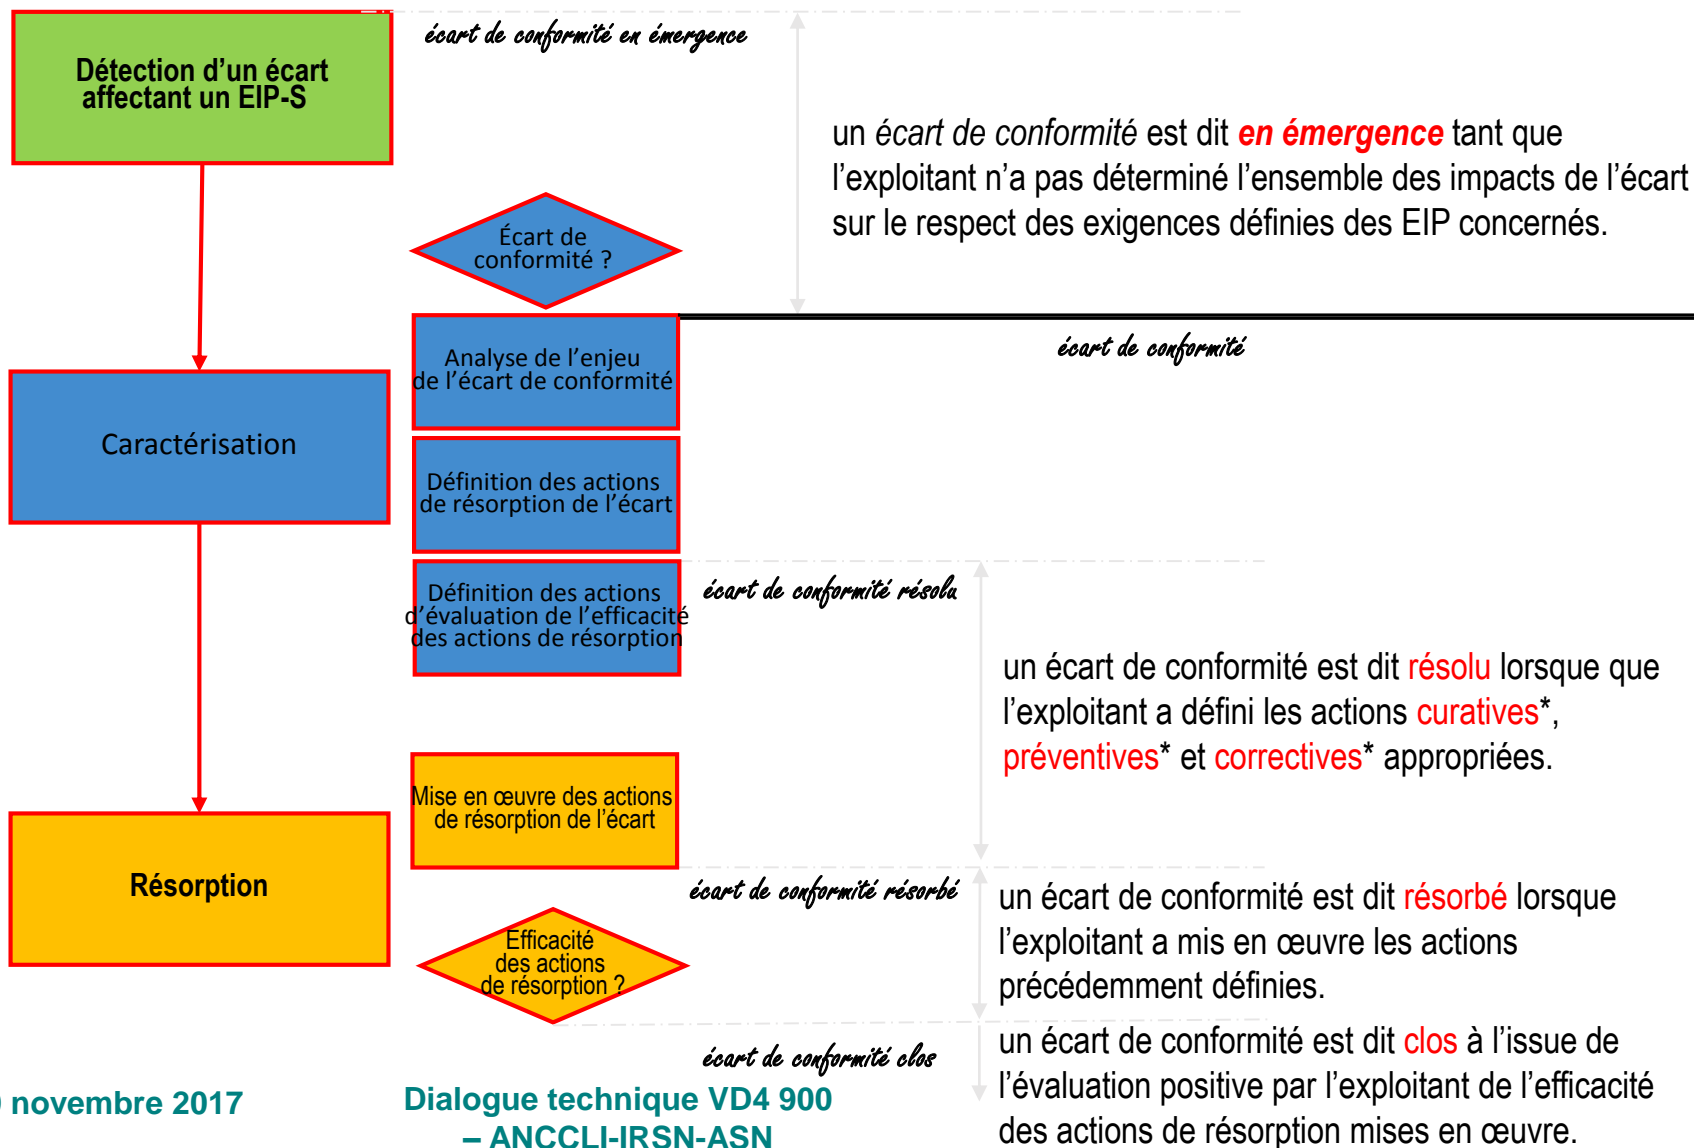 écart de conformité en émergence
Détection d’un écart
affectant un EIP-S
un écart de conformité est dit en émergence tant que
l’exploitant n’a pas déterminé l’ensemble des impacts de l’écart
sur le respect des exigences définies des EIP concernés.
Écart de
conformité ?
écart de conformité
Analyse de l’enjeu
de l’écart de conformité
Caractérisation
Définition des actions
de résorption de l’écart
Définition des actions
d’évaluation de l’efficacité
des actions de résorption
écart de conformité résolu
un écart de conformité est dit résolu lorsque que
l’exploitant a défini les actions curatives*,
préventives* et correctives* appropriées.
Mise en œuvre des actions
de résorption de l’écart
Résorption
écart de conformité résorbé
un écart de conformité est dit résorbé lorsque
l’exploitant a mis en œuvre les actions
précédemment définies.
Efficacité
des actions
de résorption ?
écart de conformité clos
un écart de conformité est dit clos à l’issue de
l’évaluation positive par l’exploitant de l’efficacité
des actions de résorption mises en œuvre.
novembre 2017
Dialogue technique VD4 900
– ANCCLI-IRSN-ASN